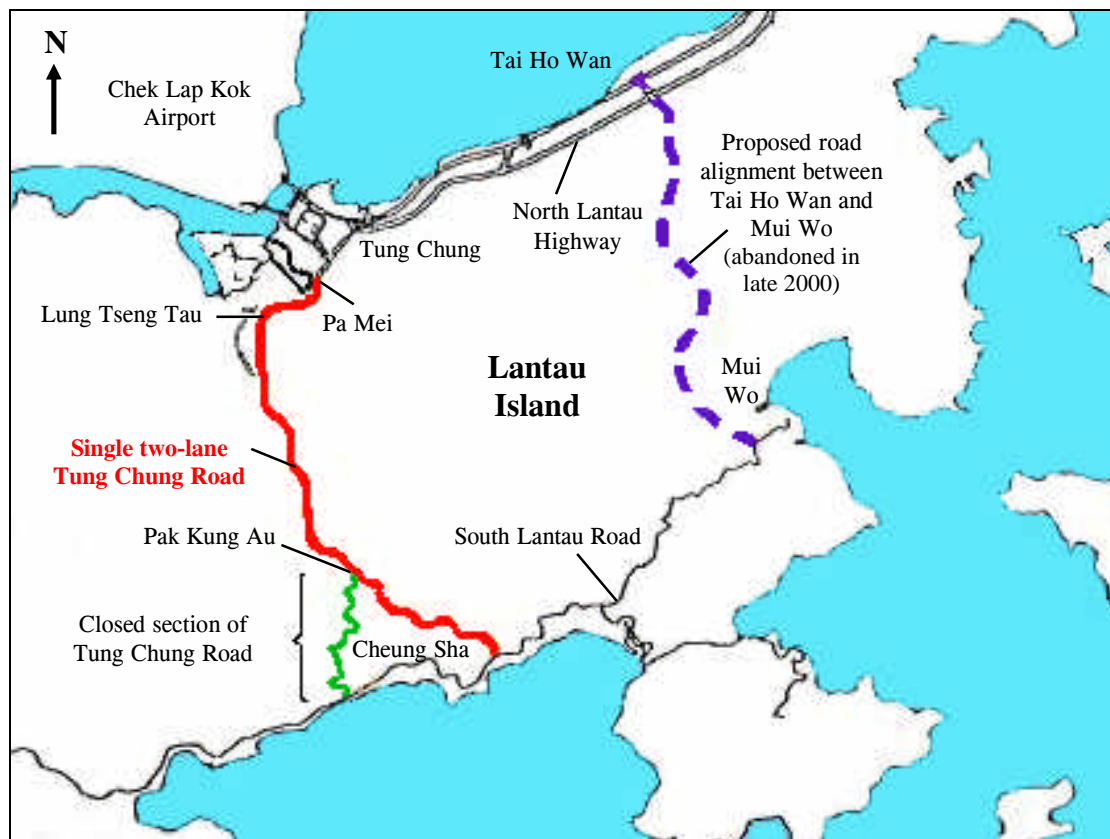 N
Tai Ho Wan
Chek Lap Kok
Airport
Proposed road
alignment between
Tai Ho Wan and
Mui Wo
(abandoned in
late 2000)
North Lantau
Highway
Tung Chung
Lung Tseng Tau
Pa Mei
Lantau
Island
Mui
Wo
Single two-lane
Tung Chung Road
Pak Kung Au
South Lantau Road
Closed section of
Tung Chung Road
Cheung Sha